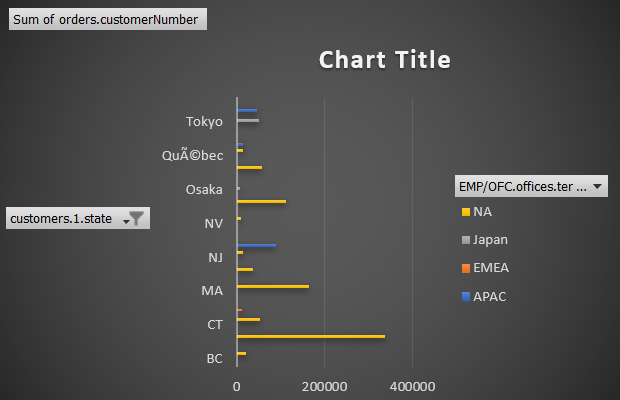 Sum of orders.customerNumber
Chart Title
Tokyo
QuÃ©bec
Osaka
NV
NJ
MA
CT
BC
0 200000 400000
customers.1.state
EMP/OFC.offices.ter ...
NA
Japan
EMEA
APAC